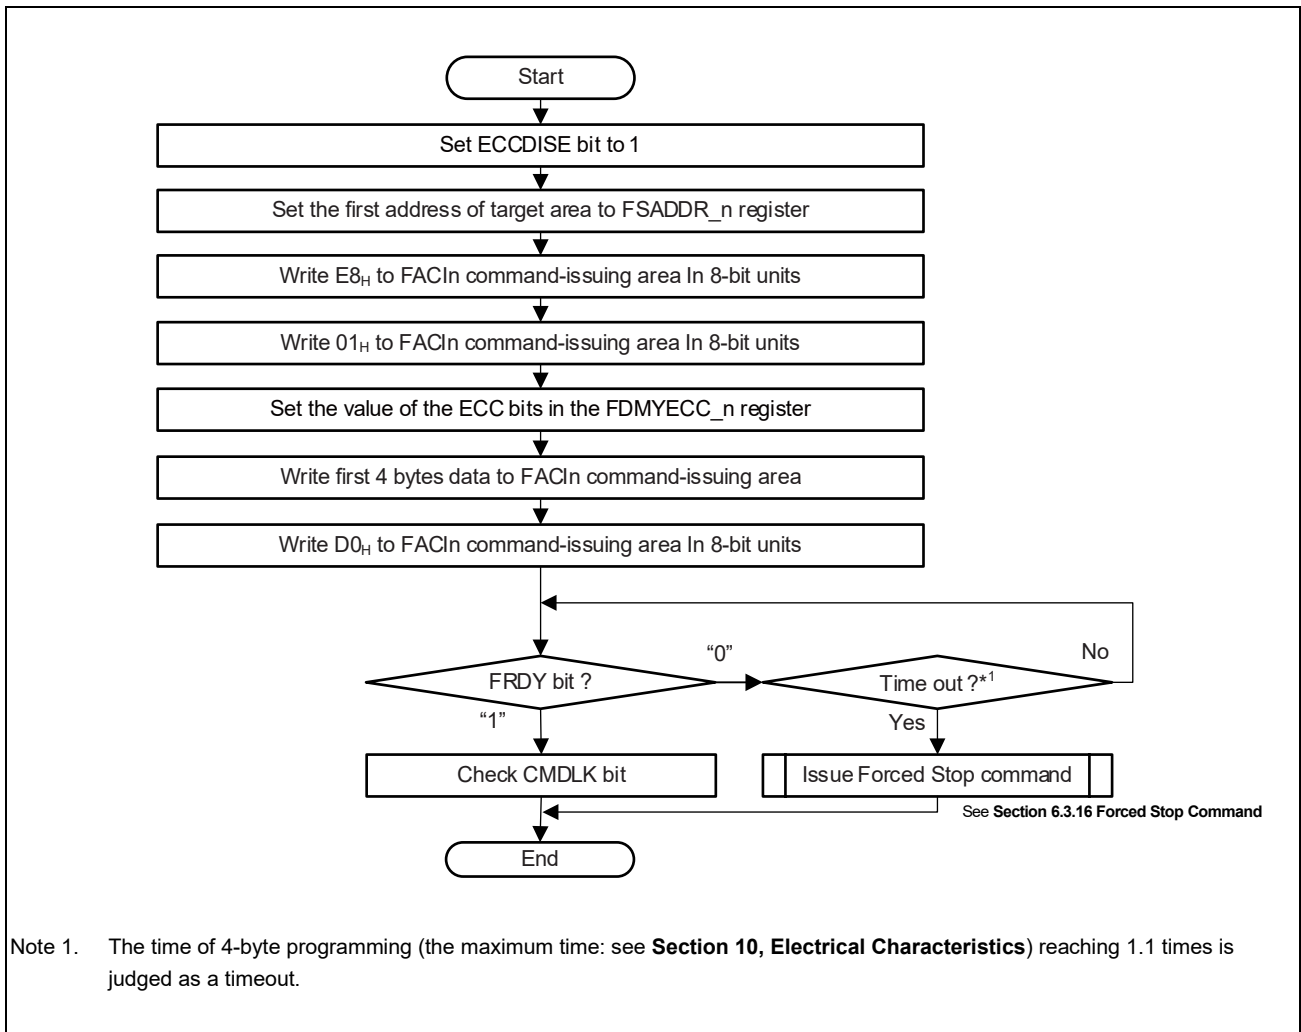 Start
Set ECCDISE bit to 1
Set the first address of target area to FSADDR_n register
Write E8H to FACIn command-issuing area In 8-bit units
Write 01H to FACIn command-issuing area In 8-bit units
Set the value of the ECC bits in the FDMYECC_n register
Write first 4 bytes data to FACIn command-issuing area
Write D0H to FACIn command-issuing area In 8-bit units
FRDY bit ?
“0”
Time out ?*1
No
“1”
Yes
Check CMDLK bit
Issue Forced Stop command
See Section 6.3.16 Forced Stop Command
End
Note 1. The time of 4-byte programming (the maximum time: see Section 10, Electrical Characteristics) reaching 1.1 times is
judged as a timeout.